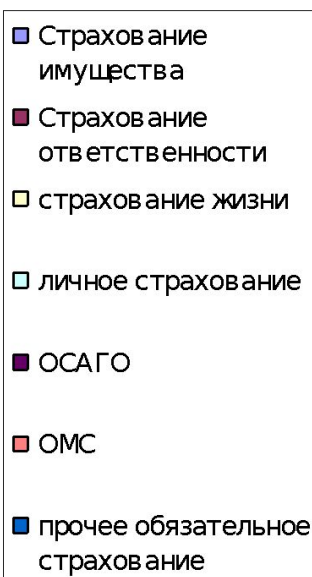 Страхование
имущества
Страхование
ответственности
страхование жизни
личное страхование
ОСАГО
ОМС
прочее обязательное
страхование